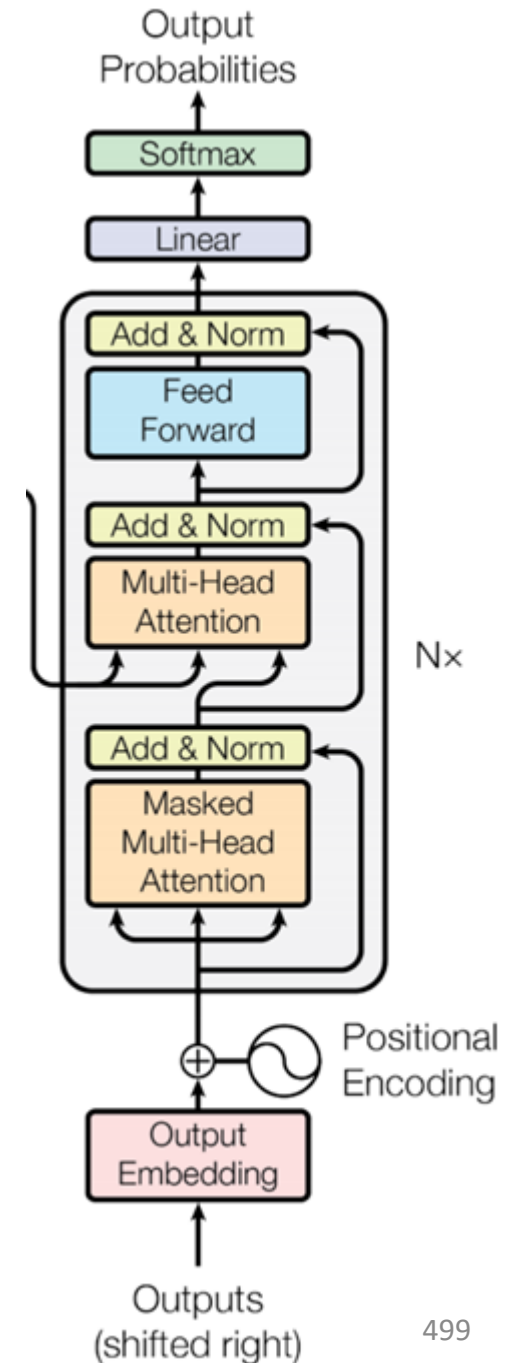 Output
Probabilities
Softmax
Linear
Add & Norm
Feed
Forward
Add & Norm
Multi-Head
Attention
N×
Add & Norm
Masked
Multi-Head
Attention
Positional
Encoding
Output
Embedding
Outputs
(shifted right)
499